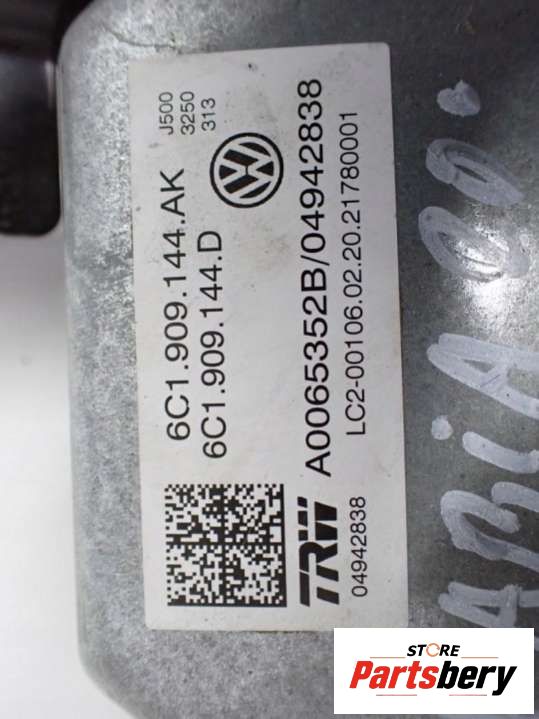 J500
3250
313
6C1.909.144.AK
6C1.909.144.D
A0065352B/04942838
LC2-00106.02.20.21780001
TRW
04942838
STORE
Partsbery